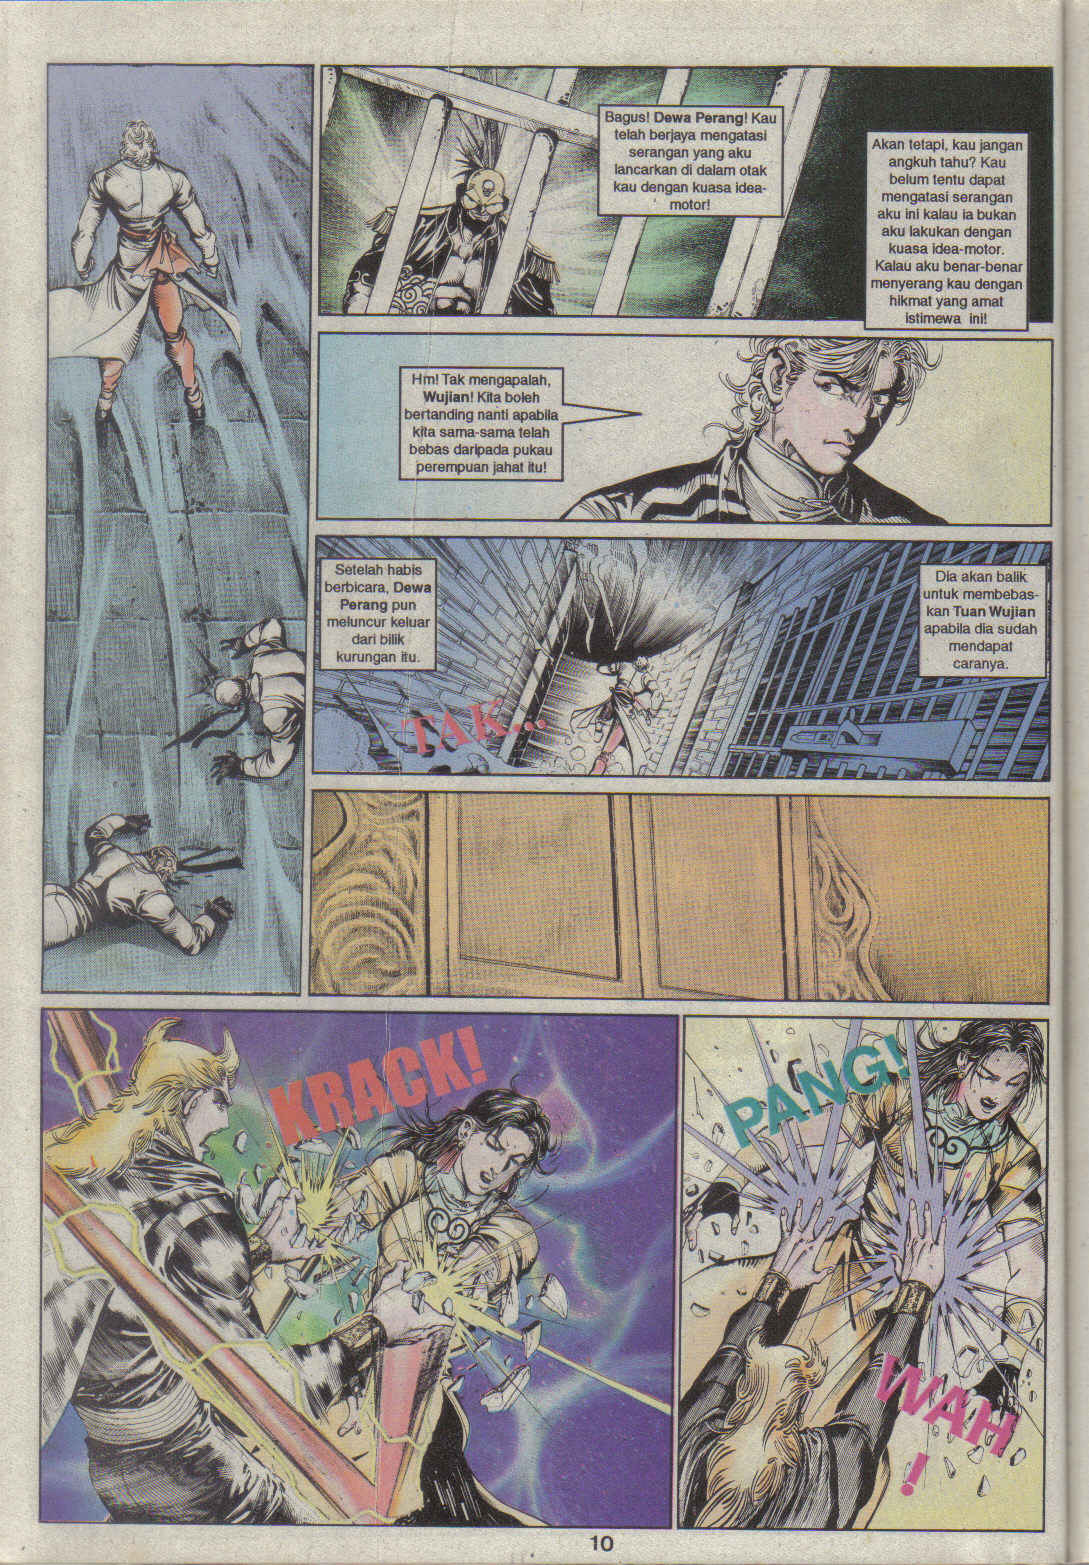 Bagus! Dewa Perang! Kau
telah berjaya mengatasi
serangan yang aku
lancarkan di dalam otak
kau dengan kuasa idea-
motor!
Akan tetapi, kau jangan
angkuh tahu? Kau
belum tentu dapat
mengatasi serangan
aku ini kalau ia bukan
aku lakukan dengan
kuasa idea-motor.
Kalau aku benar-benar
menyerang kau dengan
hikmat yang amat
istimewa ini!
Hm! Tak mengapalah,
Wujian! Kita boleh
bertanding nanti apabila
kita sama-sama telah
bebas daripada pukau
perempuan jahat itu!
Setelah habis
berbicara, Dewa
Perang pun
meluncur keluar
dari bilik
kurungan itu.
Dia akan balik
untuk membebas-
kan Tuan Wujian
apabila dia sudah
mendapat
caranya.
TAK...
KRACK!
PANG!
WAH
!
10